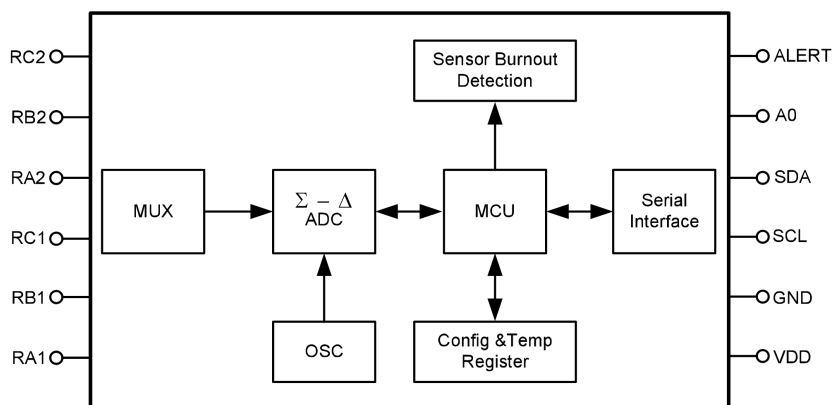 RC2
RB2
RA2
RC1
RB1
RA1
Sensor Burnout
Detection
MUX
Σ – Δ
ADC
MCU
Serial
Interface
OSC
Config &Temp
Register
ALERT
A0
SDA
SCL
GND
VDD